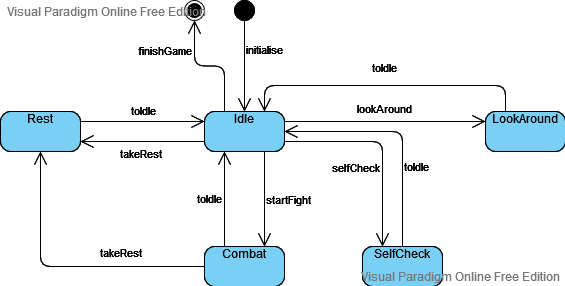 Visual Paradigm Online Free Edition
finishGame
initialise
toIdle
lookAround
Rest
toIdle
Idle
LookAround
takeRest
selfCheck
toIdle
toIdle
startFight
takeRest
Combat
SelfCheck
Visual Paradigm Online Free Edition